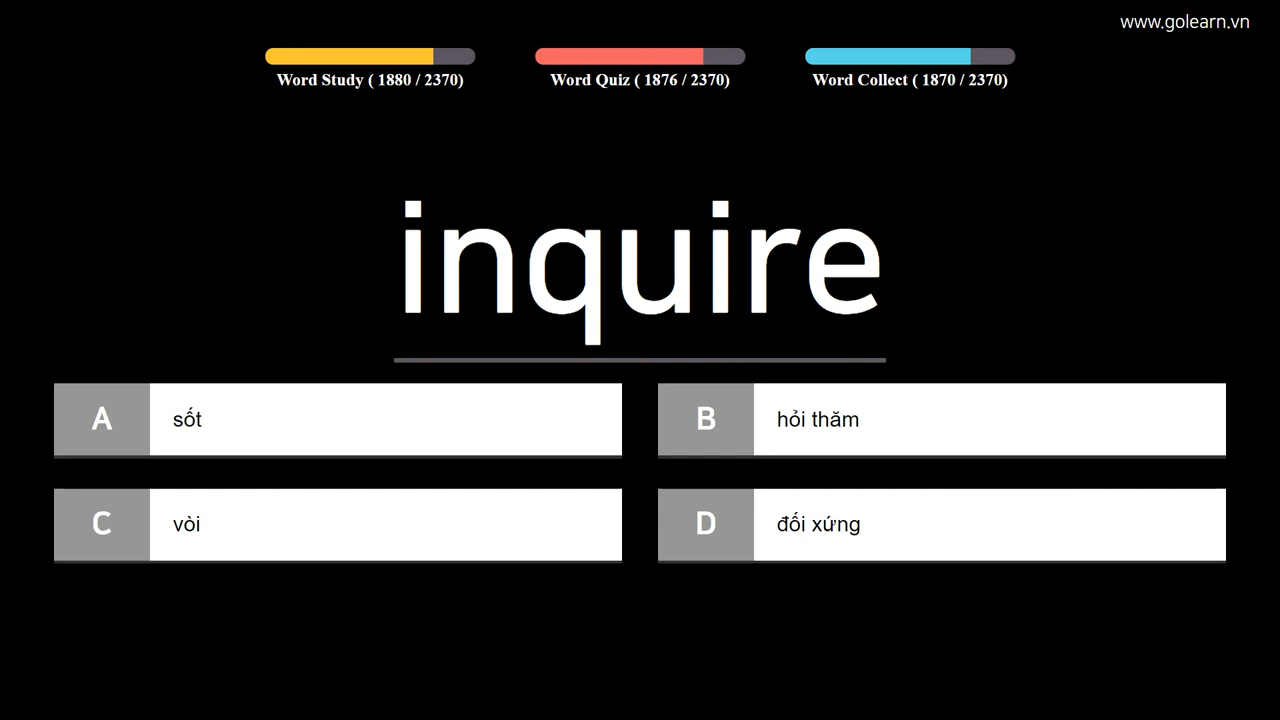 www.golearn.vn
Word Study ( 1880 / 2370)
Word Quiz ( 1876 / 2370)
Word Collect ( 1870 / 2370)
inquire
A sốt
B hỏi thăm
C vòi
D đối xứng